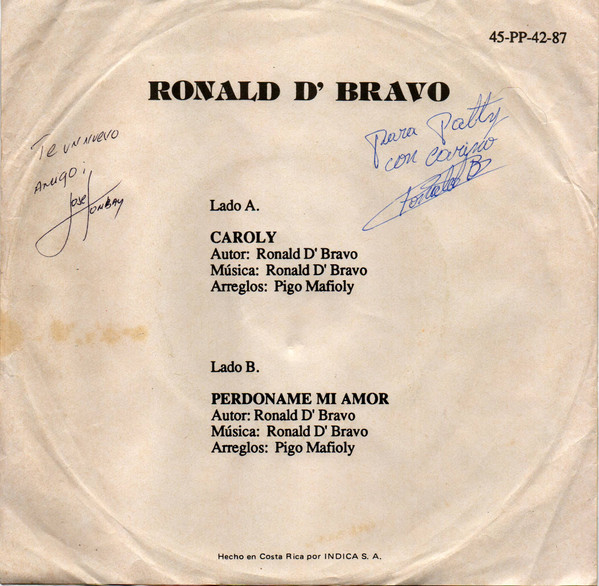 45-PP-42-87
RONALD D' BRAVO
Te un nuevo
amigo:
José
Para Patty
con cariño
Lado A.
CAROLY
Autor: Ronald D' Bravo
Música: Ronald D' Bravo
Arreglos: Pigo Mafioly
Lado B.
PERDONAME MI AMOR
Autor: Ronald D' Bravo
Música: Ronald D' Bravo
Arreglos: Pigo Mafioly
Hecho en Costa Rica por INDICA S. A.